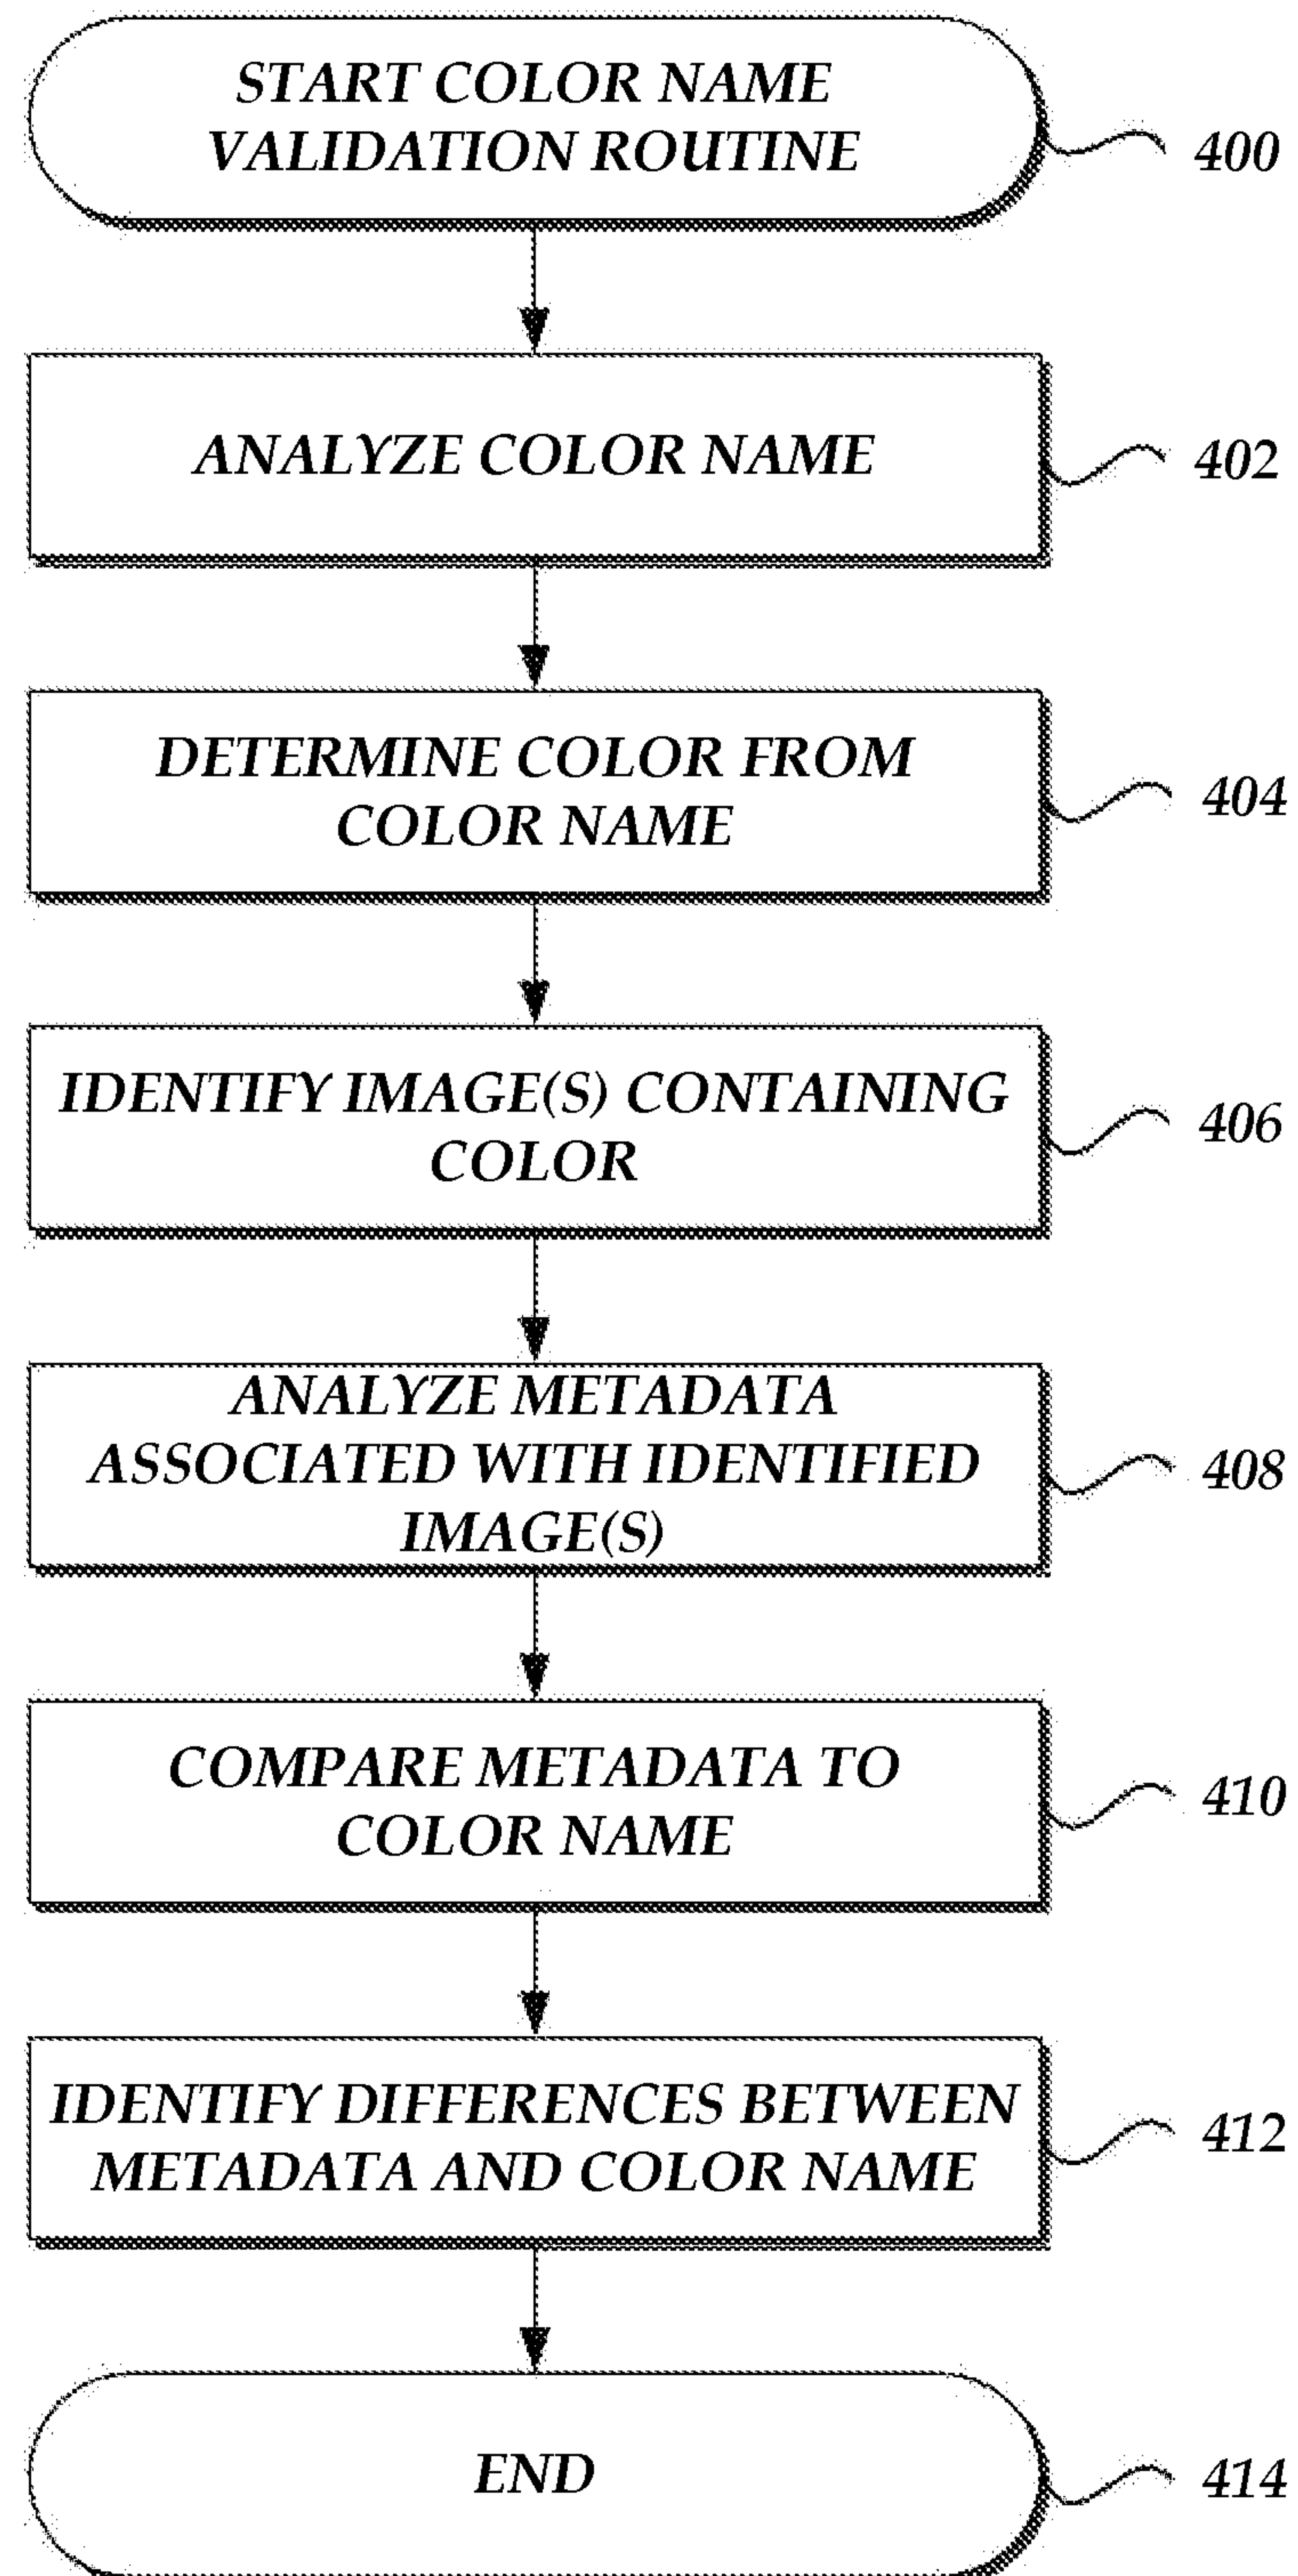 START COLOR NAME
VALIDATION ROUTINE
400
ANALYZE COLOR NAME
402
DETERMINE COLOR FROM
COLOR NAME
404
IDENTIFY IMAGE(S) CONTAINING
COLOR
406
ANALYZE METADATA
ASSOCIATED WITH IDENTIFIED
IMAGE(S)
408
COMPARE METADATA TO
COLOR NAME
410
IDENTIFY DIFFERENCES BETWEEN
METADATA AND COLOR NAME
412
END
414